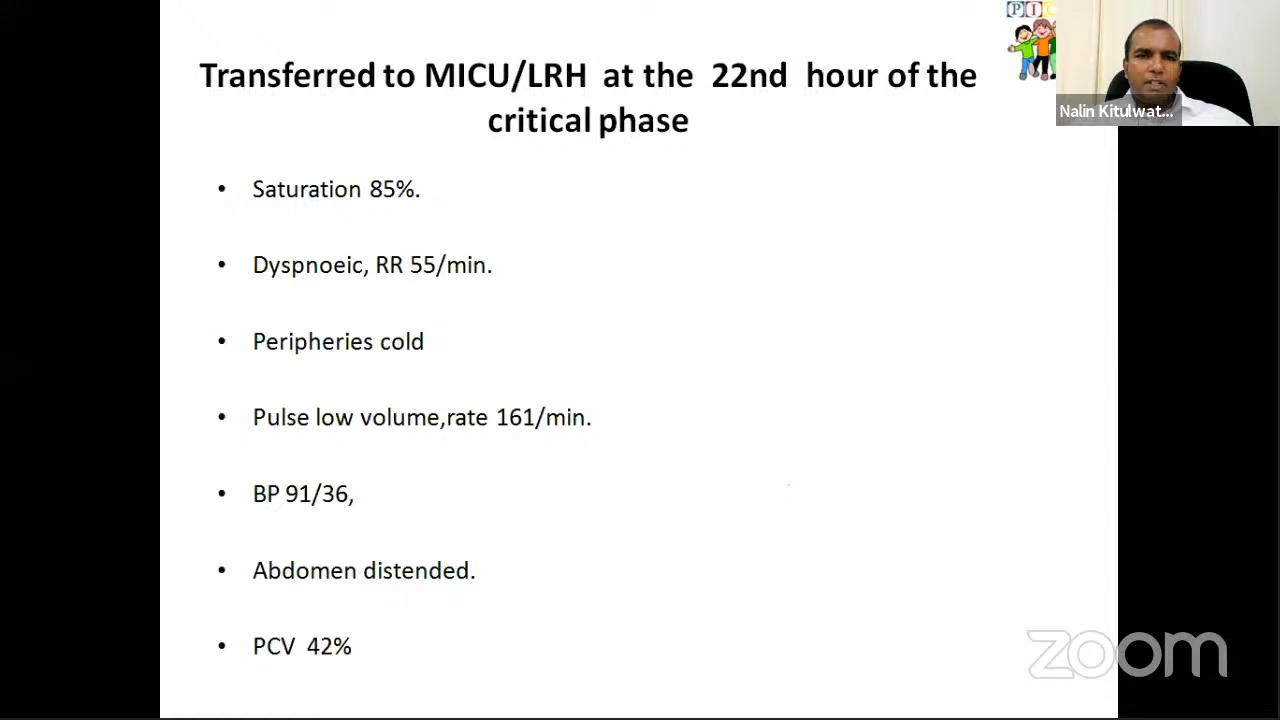 P I C
Transferred to MICU/LRH at the 22nd hour of the
critical phase
Nalin Kitulwat...
• Saturation 85%.
• Dyspnoeic, RR 55/min.
• Peripheries cold
• Pulse low volume,rate 161/min.
• BP 91/36,
• Abdomen distended.
• PCV 42%
zoom